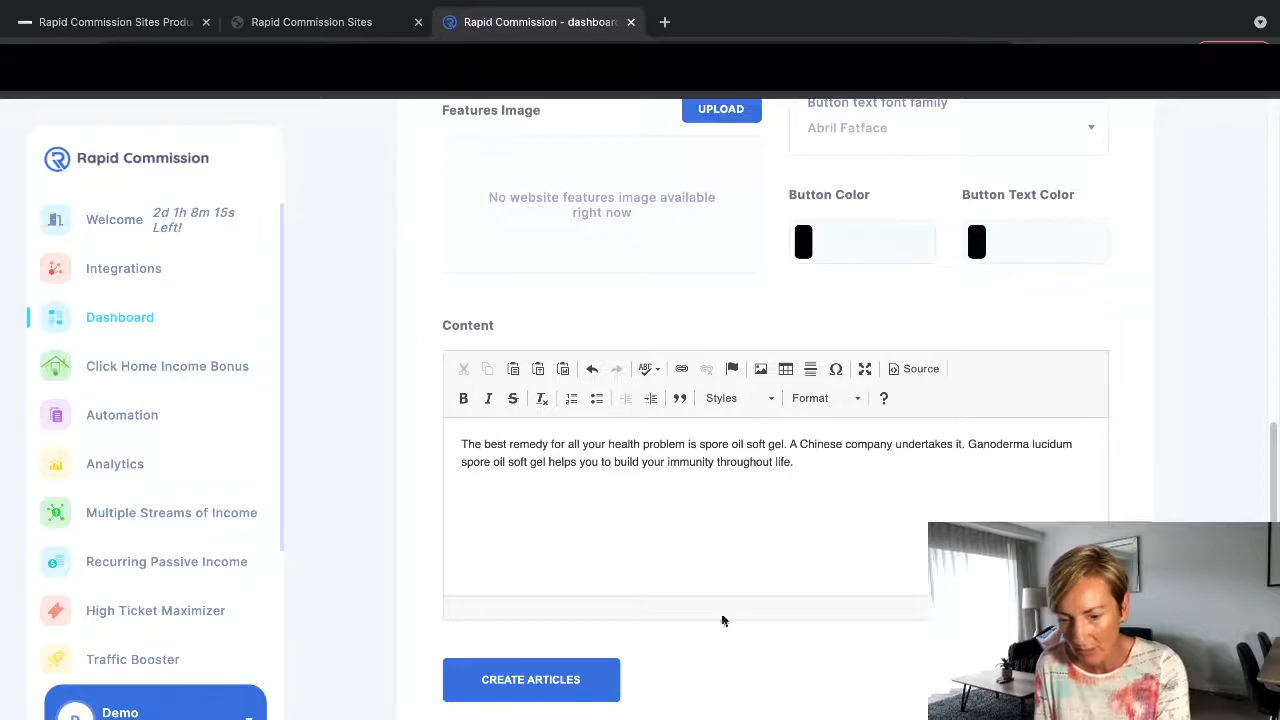 Rapid Commission Sites Produ
Rapid Commission Sites
Rapid Commission - dashboar
Features Image
UPLOAD
Button text font family
Abril Fatface
Rapid Commission
No website features image available
right now
Button Color
Button Text Color
Welcome
2d 1h 8m 15s
Left!
Integrations
Dashboard
Click Home Income Bonus
Automation
Analytics
Multiple Streams of Income
Recurring Passive Income
High Ticket Maximizer
Traffic Booster
D
Demo
Content
ABC
Ω
Source
B
I
S
Tx
Styles
Format
?
The best remedy for all your health problem is spore oil soft gel. A Chinese company undertakes it. Ganoderma lucidum
spore oil soft gel helps you to build your immunity throughout life.
CREATE ARTICLES